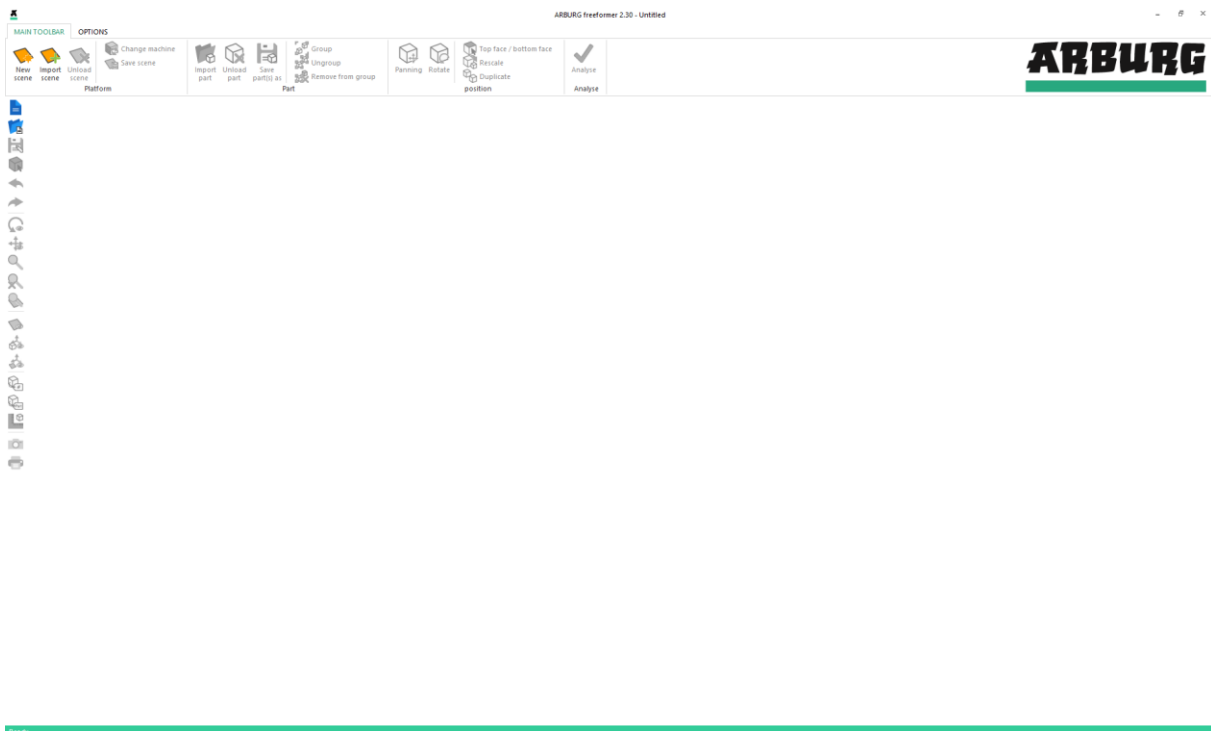 ARBURG freeformer 2.30 - Untitled
MAIN TOOLBAR OPTIONS
New scene
Import scene
Unload scene
Change machine
Save scene
Platform
Import part
Unload part
Save part(s) as
Group
Ungroup
Remove from group
Part
Panning
Rotate
Top face / bottom face
Rescale
Duplicate
position
Analyse
Analyse
ARBURG